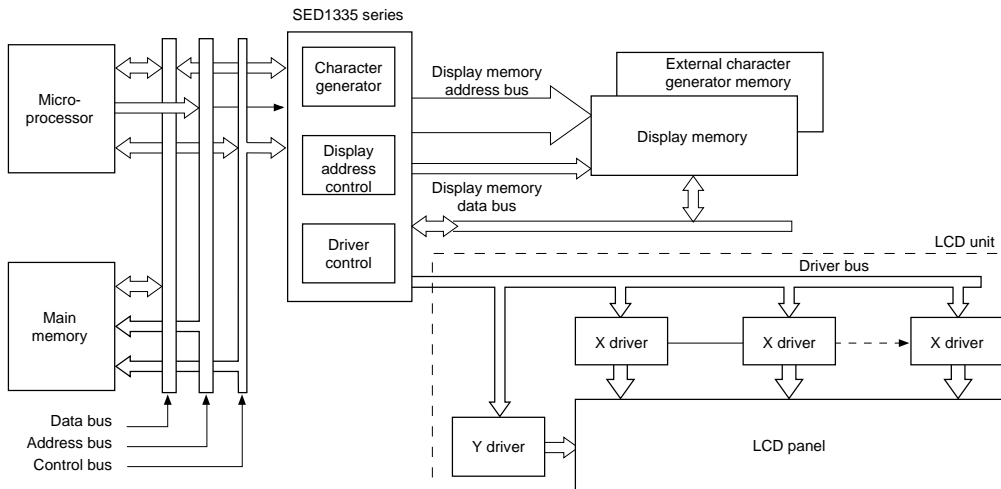 SED1335 series
Micro-
processor
Character
generator
Display
address
control
Driver
control
Display memory
address bus
External character
generator memory
Display memory
Display memory
data bus
LCD unit
Driver bus
Main
memory
X driver
X driver
X driver
Y driver
LCD panel
Data bus
Address bus
Control bus